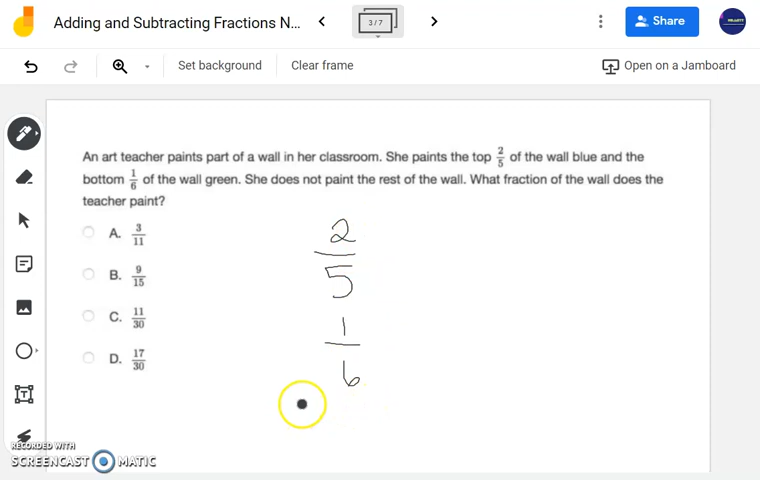 Adding and Subtracting Fractions N...
3 / 7
Share
Set background
Clear frame
Open on a Jamboard
An art teacher paints part of a wall in her classroom. She paints the top 2/5 of the wall blue and the
bottom 1/6 of the wall green. She does not paint the rest of the wall. What fraction of the wall does the
teacher paint?
A. 3/11
B. 9/15
C. 11/30
D. 17/30
2
5
1
6
RECORDED WITH
SCREENCAST MATIC